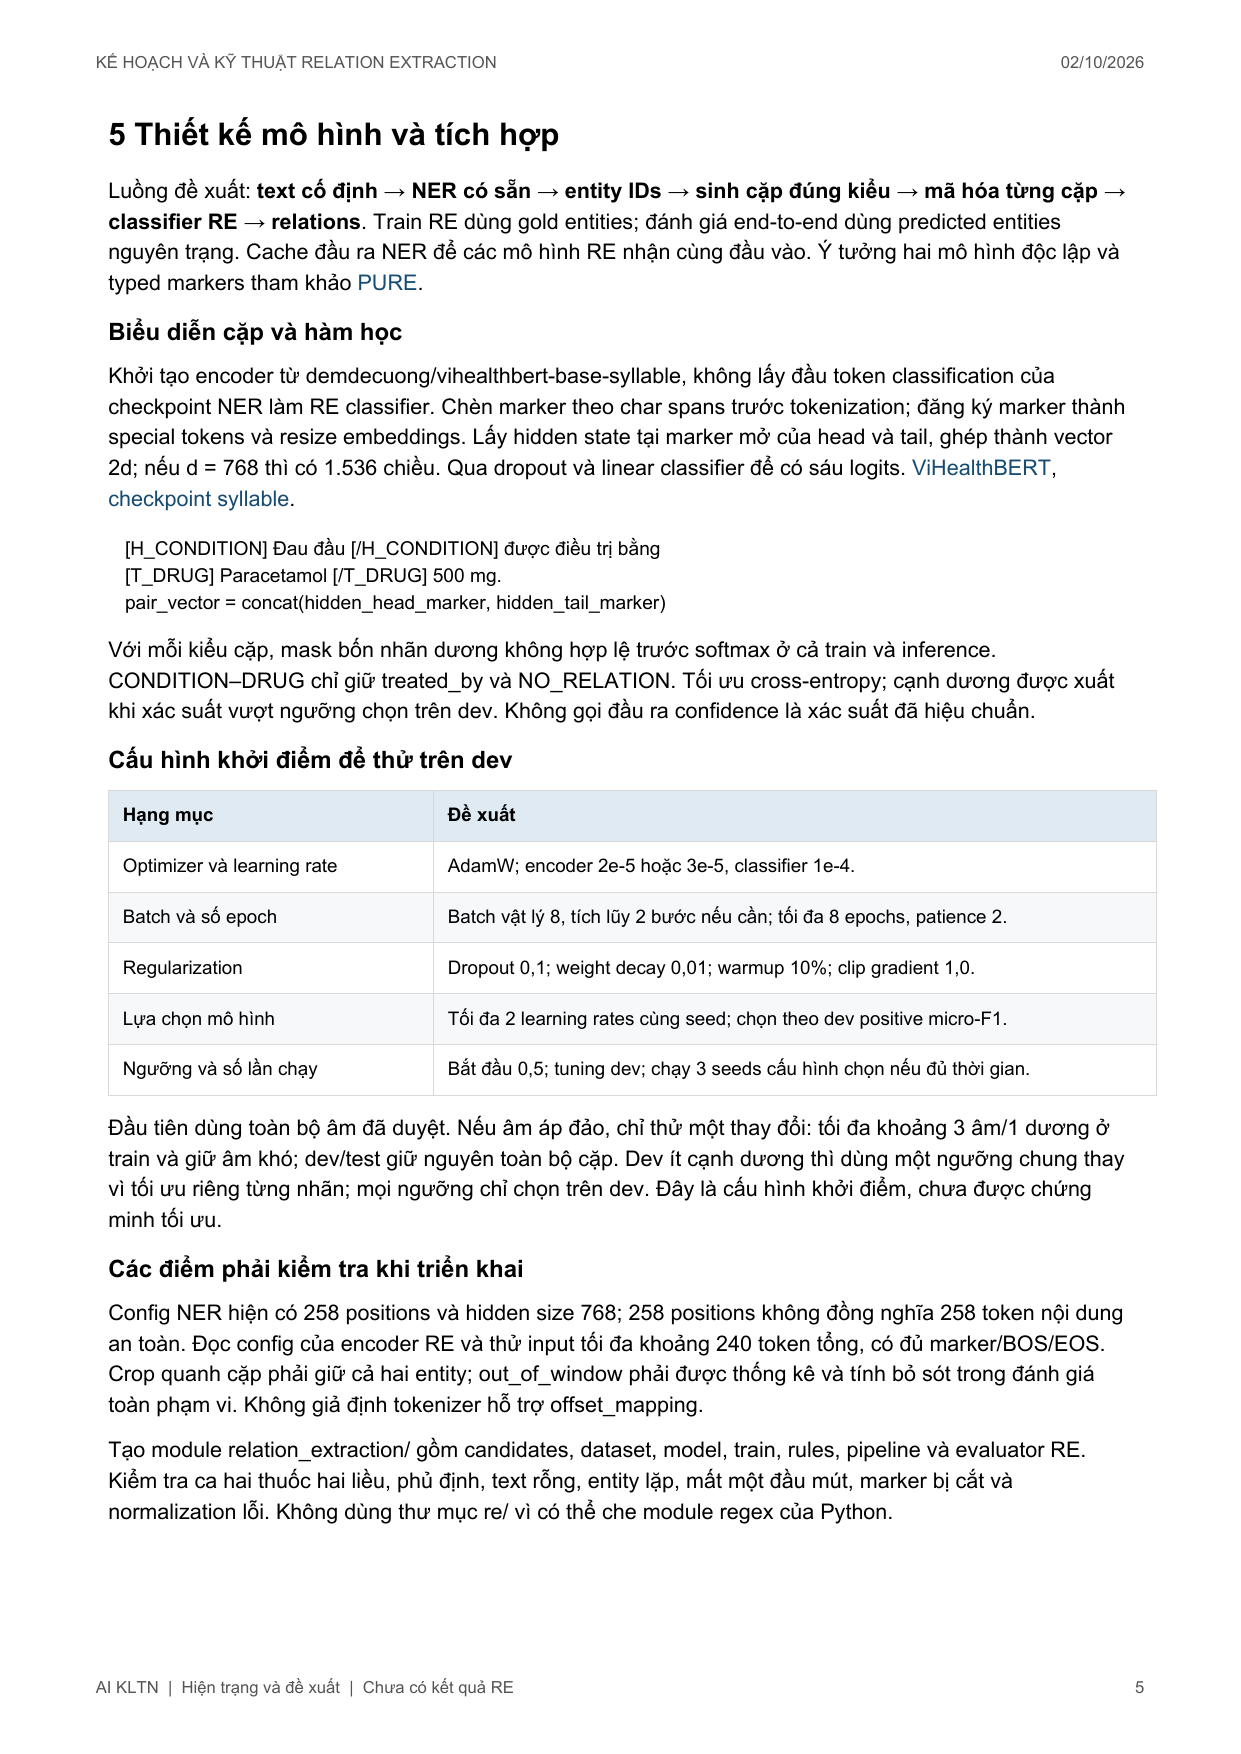 KẾ HOẠCH VÀ KỸ THUẬT RELATION EXTRACTION 02/10/2026
5 Thiết kế mô hình và tích hợp
Luồng đề xuất: text cố định → NER có sẵn → entity IDs → sinh cặp đúng kiểu → mã hóa từng cặp →
classifier RE → relations. Train RE dùng gold entities; đánh giá end-to-end dùng predicted entities
nguyên trạng. Cache đầu ra NER để các mô hình RE nhận cùng đầu vào. Ý tưởng hai mô hình độc lập và
typed markers tham khảo PURE.
Biểu diễn cặp và hàm học
Khởi tạo encoder từ demdecuong/vihealthbert-base-syllable, không lấy đầu token classification của
checkpoint NER làm RE classifier. Chèn marker theo char spans trước tokenization; đăng ký marker thành
special tokens và resize embeddings. Lấy hidden state tại marker mở của head và tail, ghép thành vector
2d; nếu d = 768 thì có 1.536 chiều. Qua dropout và linear classifier để có sáu logits. ViHealthBERT,
checkpoint syllable.
[H_CONDITION] Đau đầu [/H_CONDITION] được điều trị bằng
[T_DRUG] Paracetamol [/T_DRUG] 500 mg.
pair_vector = concat(hidden_head_marker, hidden_tail_marker)
Với mỗi kiểu cặp, mask bốn nhãn dương không hợp lệ trước softmax ở cả train và inference.
CONDITION–DRUG chỉ giữ treated_by và NO_RELATION. Tối ưu cross-entropy; cạnh dương được xuất
khi xác suất vượt ngưỡng chọn trên dev. Không gọi đầu ra confidence là xác suất đã hiệu chuẩn.
Cấu hình khởi điểm để thử trên dev
Hạng mục Đề xuất
Optimizer và learning rate AdamW; encoder 2e-5 hoặc 3e-5, classifier 1e-4.
Batch và số epoch Batch vật lý 8, tích lũy 2 bước nếu cần; tối đa 8 epochs, patience 2.
Regularization Dropout 0,1; weight decay 0,01; warmup 10%; clip gradient 1,0.
Lựa chọn mô hình Tối đa 2 learning rates cùng seed; chọn theo dev positive micro-F1.
Ngưỡng và số lần chạy Bắt đầu 0,5; tuning dev; chạy 3 seeds cấu hình chọn nếu đủ thời gian.
Đầu tiên dùng toàn bộ âm đã duyệt. Nếu âm áp đảo, chỉ thử một thay đổi: tối đa khoảng 3 âm/1 dương ở
train và giữ âm khó; dev/test giữ nguyên toàn bộ cặp. Dev ít cạnh dương thì dùng một ngưỡng chung thay
vì tối ưu riêng từng nhãn; mọi ngưỡng chỉ chọn trên dev. Đây là cấu hình khởi điểm, chưa được chứng
minh tối ưu.
Các điểm phải kiểm tra khi triển khai
Config NER hiện có 258 positions và hidden size 768; 258 positions không đồng nghĩa 258 token nội dung
an toàn. Đọc config của encoder RE và thử input tối đa khoảng 240 token tổng, có đủ marker/BOS/EOS.
Crop quanh cặp phải giữ cả hai entity; out_of_window phải được thống kê và tính bỏ sót trong đánh giá
toàn phạm vi. Không giả định tokenizer hỗ trợ offset_mapping.
Tạo module relation_extraction/ gồm candidates, dataset, model, train, rules, pipeline và evaluator RE.
Kiểm tra ca hai thuốc hai liều, phủ định, text rỗng, entity lặp, mất một đầu mút, marker bị cắt và
normalization lỗi. Không dùng thư mục re/ vì có thể che module regex của Python.
AI KLTN | Hiện trạng và đề xuất | Chưa có kết quả RE 5